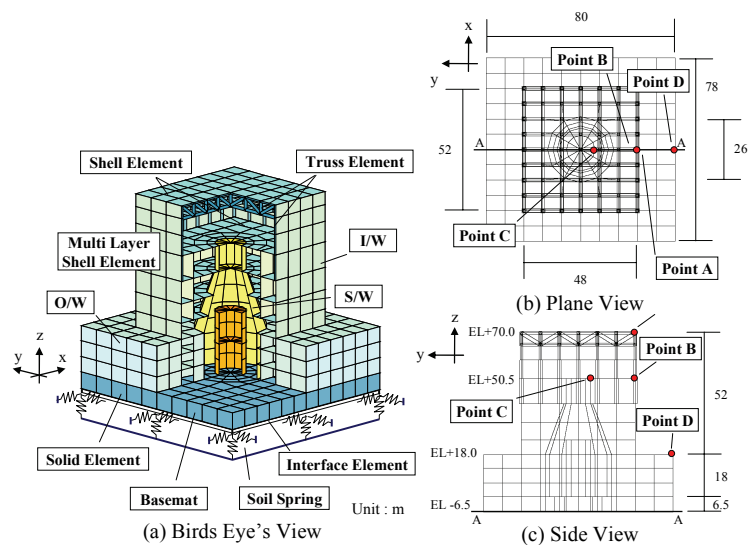 Shell Element
Truss Element
Multi Layer
Shell Element
I/W
O/W
S/W
z
y
x
Solid Element
Interface Element
Basemat
Soil Spring
Unit : m
(a) Birds Eye's View
80
x
y
Point B
Point D
78
A
A
52
26
Point C
Point A
48
(b) Plane View
z
y
EL+70.0
Point B
EL+50.5
52
Point C
Point D
EL+18.0
18
EL -6.5
6.5
A
A
(c) Side View